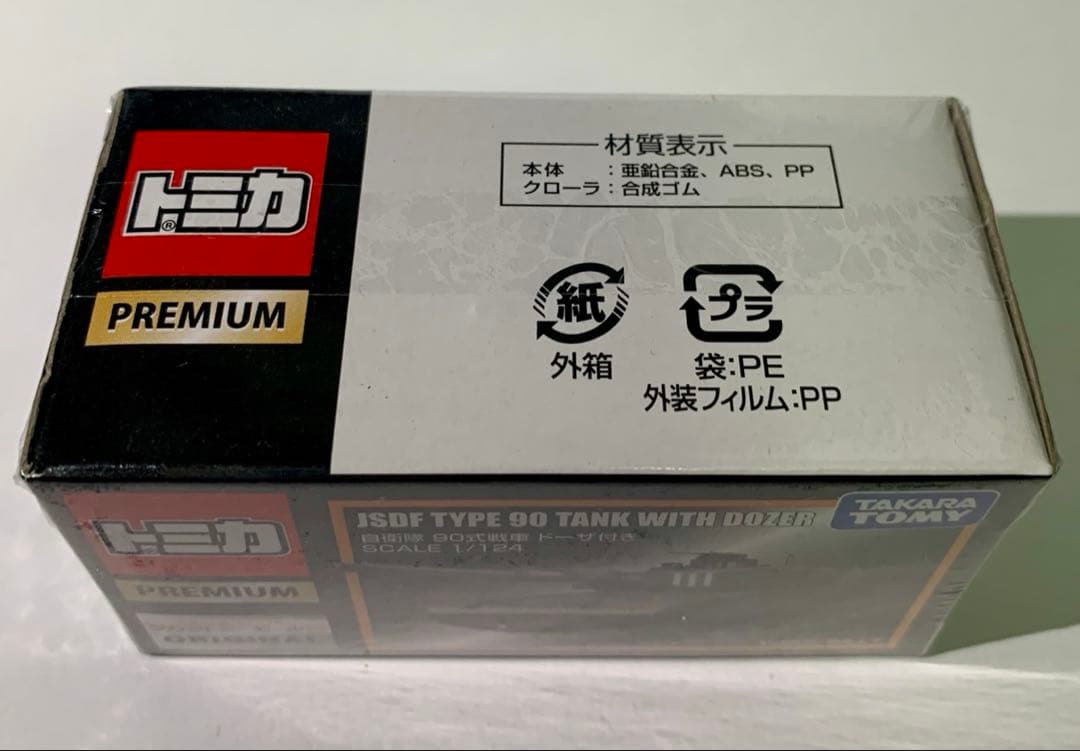 トミカ®
PREMIUM
材質表示
本体 :亜鉛合金、ABS、PP
クローラ:合成ゴム
紙
外箱
プラ
袋:PE
外装フィルム:PP
トミカ
PREMIUM
ORIGINAL
JSDF TYPE 90 TANK WITH DOZER
自衛隊 90式戦車 ドーザ付き
SCALE 1/124
TAKARA
TOMY